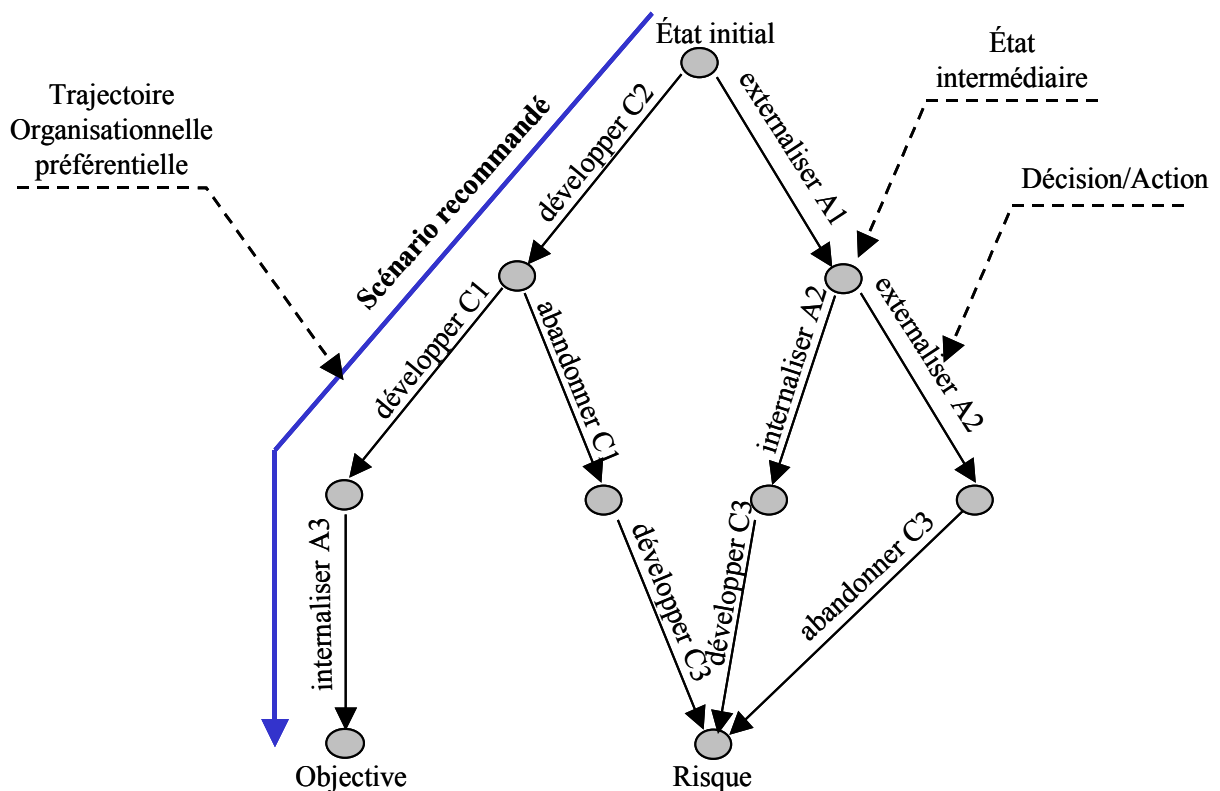 État initial
État
intermédiaire
Trajectoire
Organisationnelle
préférentielle
Scénario recommandé
développer C2
externaliser A1
Décision/Action
développer C1
abandonner C1
internaliser A2
externaliser A2
internaliser A3
développer C3
développer C3
abandonner C3
Objective
Risque